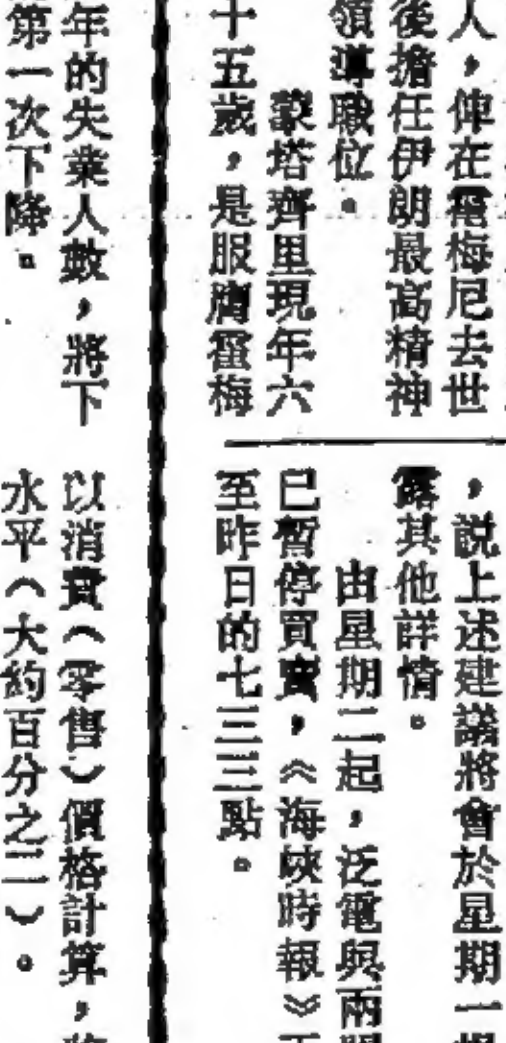 人，俾在霍梅尼去世
後擔任伊朗最高精神
領導職位。
蒙塔齊里現年六
十五歲，是服膺霍梅
，說上述建議將會於星期一
露其他詳情。
由星期二起，泛電與兩
已暫停買賣，《海峽時報》
至昨日的七三三點。
年的失業人數，將下
第一次下降。
以消費（零售）價格計算，
水平（大約百分之二）。